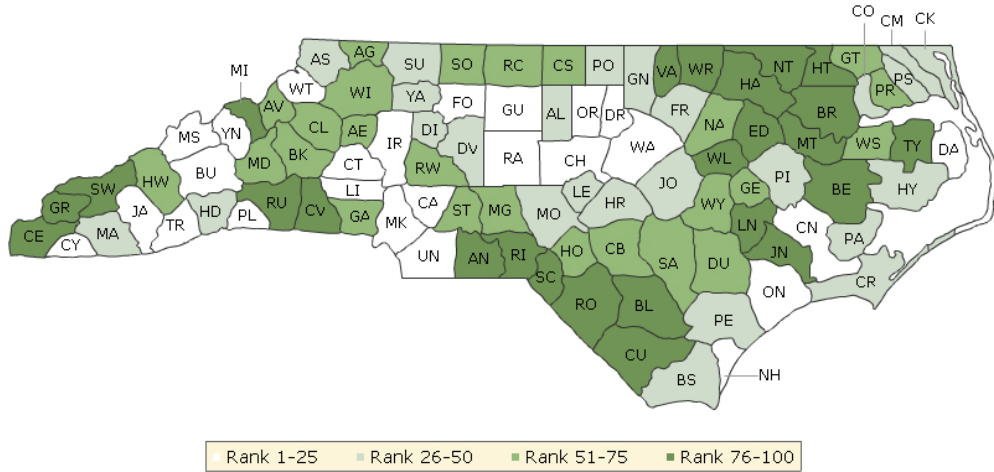 CO CM CK
MI
AS AG SU SO RC CS PO GN VA WR HA NT HT GT PR PS
WT WI YA FO GU AL OR DR FR NA BR
YN AV CL AE DI DV NA ED MT WS TY DA
MS MD BK CT IR RW RA CH WA WL
BU LI JO PI BE HY
SW HW RU CV GA CA LE HR WY GE
GR JA HD PL MK ST MG MO LN CN PA
CE CY MA TR UN AN RI HO CB SA DU JN
SC ON CR
RO BL PE
CU BS NH
Rank 1-25 Rank 26-50 Rank 51-75 Rank 76-100